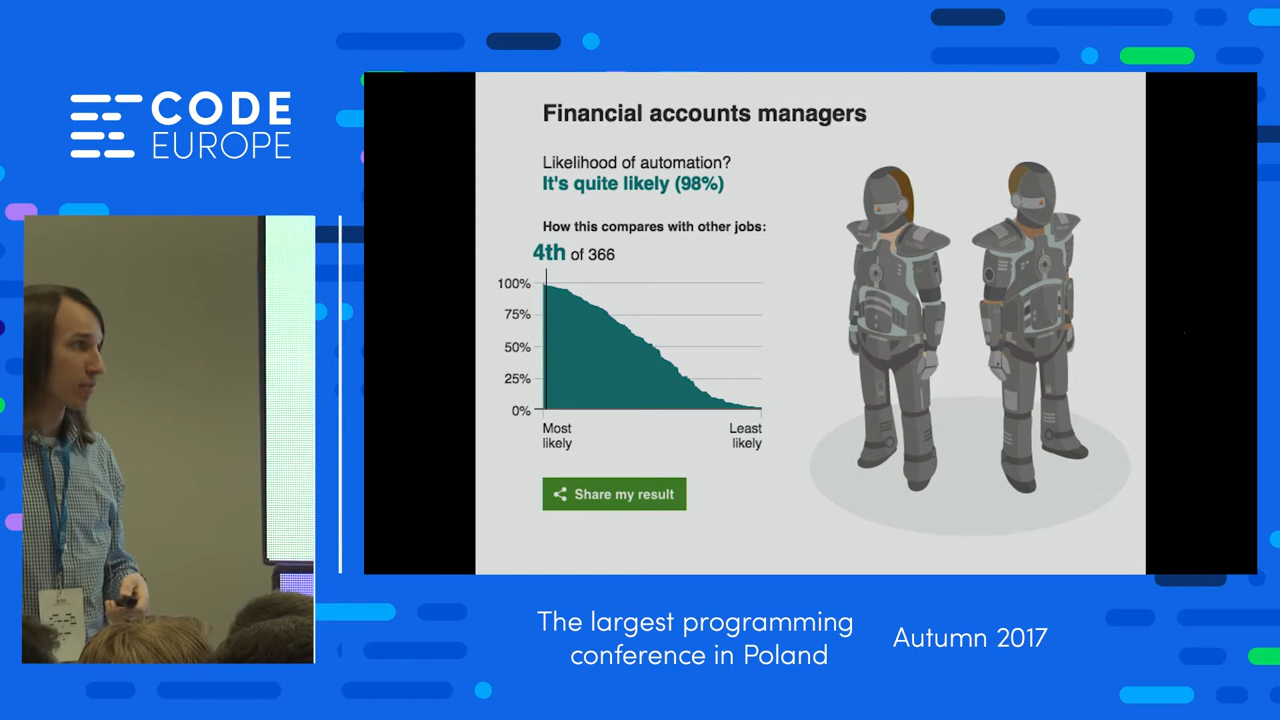 CODE
EUROPE
Financial accounts managers
Likelihood of automation?
It's quite likely (98%)
How this compares with other jobs:
4th of 366
100%
75%
50%
25%
0%
Most
likely
Least
likely
Share my result
The largest programming
conference in Poland
Autumn 2017